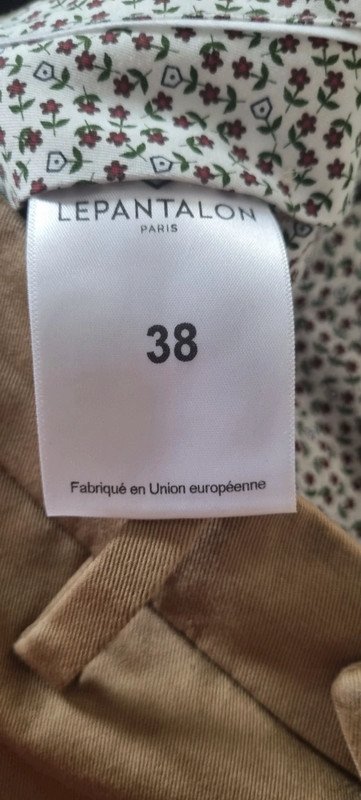 LEPANTALON
PARIS
38
Fabriqué en Union européenne